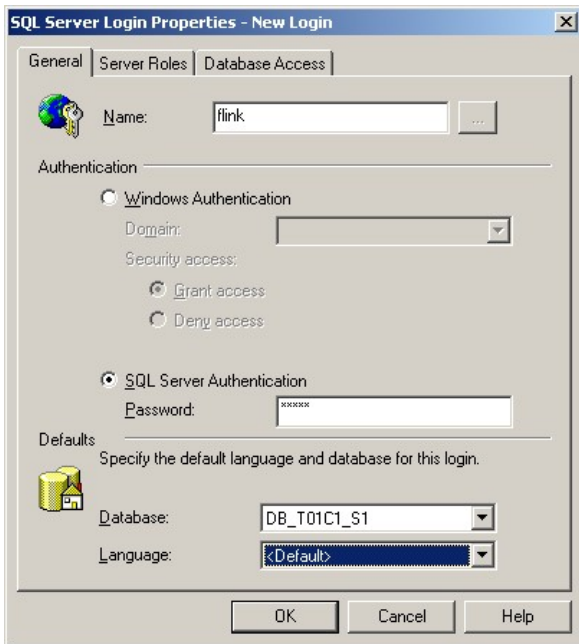 SQL Server Login Properties - New Login
General Server Roles Database Access
Name: flink ...
Authentication
Windows Authentication
Domain:
Security access:
Grant access
Deny access
SQL Server Authentication
Password: *****
Defaults
Specify the default language and database for this login.
Database: DB_T01C1_S1
Language: <Default>
OK Cancel Help